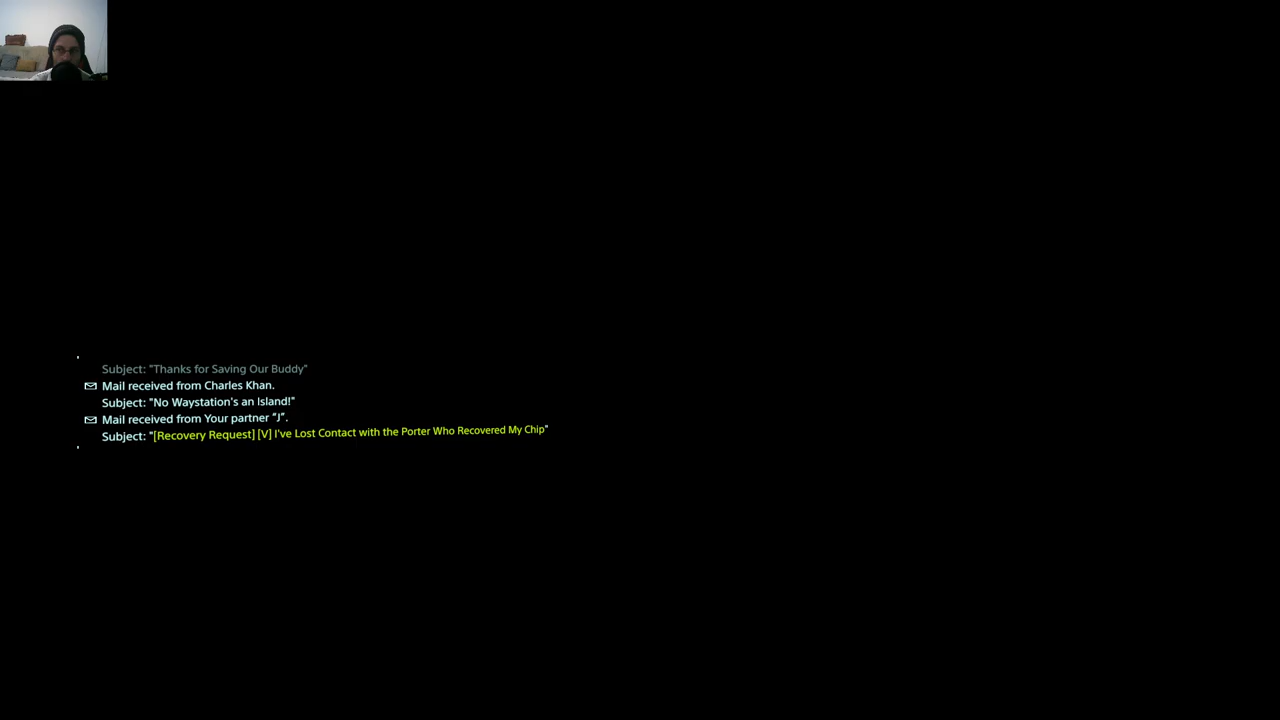 Subject: "Thanks for Saving Our Buddy"
Mail received from Charles Khan.
Subject: "No Waystation's an Island!"
Mail received from Your partner "J".
Subject: "[Recovery Request] [V] I've Lost Contact with the Porter Who Recovered My Chip"